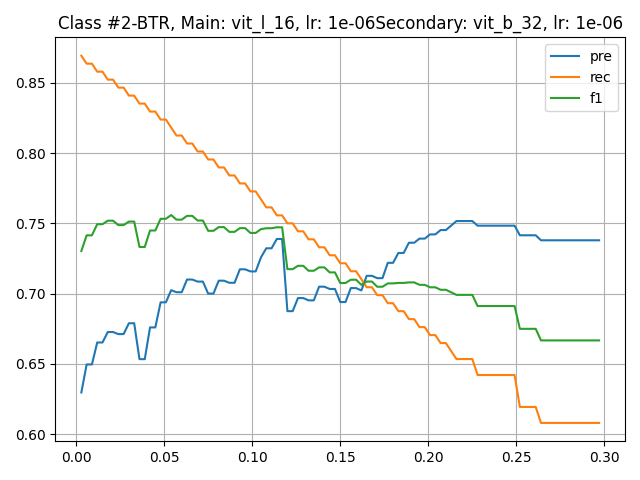 Class #2-BTR, Main: vit_l_16, lr: 1e-06Secondary: vit_b_32, lr: 1e-06
pre
rec
f1
0.85
0.80
0.75
0.70
0.65
0.60
0.00 0.05 0.10 0.15 0.20 0.25 0.30